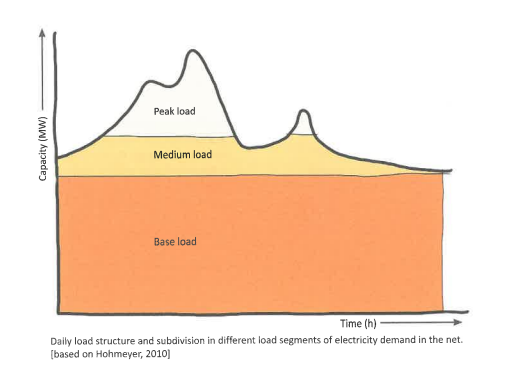 Capacity (MW)
Peak load
Medium load
Base load
Time (h)
Daily load structure and subdivision in different load segments of electricity demand in the net.
[based on Hohmeyer, 2010]